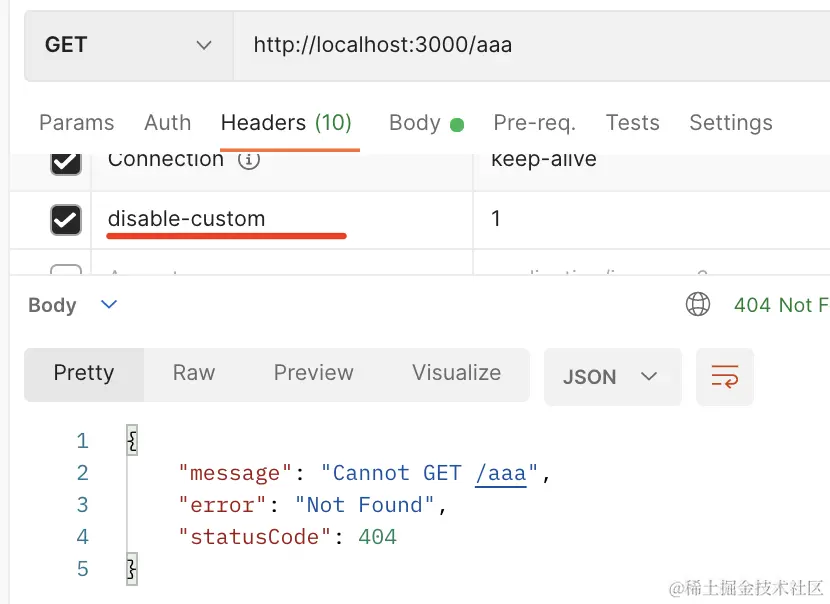 GET http://localhost:3000/aaa
Params Auth Headers (10) Body Pre-req. Tests Settings
Connection keep-alive
disable-custom 1
Body 404 Not F
Pretty Raw Preview Visualize JSON
1 {
2 "message": "Cannot GET /aaa",
3 "error": "Not Found",
4 "statusCode": 404
5 }
@稀土掘金技术社区